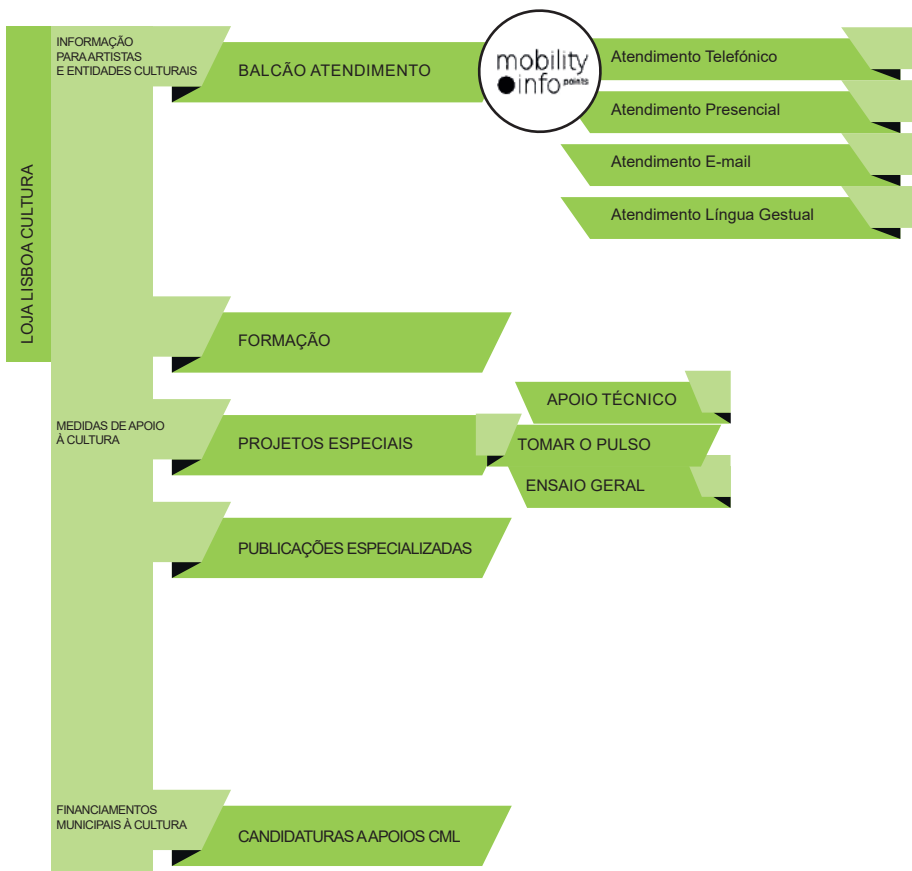 LOJA LISBOA CULTURA
INFORMAÇÃO
PARA ARTISTAS
E ENTIDADES CULTURAIS
BALCÃO ATENDIMENTO
mobility
info points
Atendimento Telefónico
Atendimento Presencial
Atendimento E-mail
Atendimento Língua Gestual
FORMAÇÃO
MEDIDAS DE APOIO
À CULTURA
PROJETOS ESPECIAIS
APOIO TÉCNICO
TOMAR O PULSO
ENSAIO GERAL
PUBLICAÇÕES ESPECIALIZADAS
FINANCIAMENTOS
MUNICIPAIS À CULTURA
CANDIDATURAS A APOIOS CML